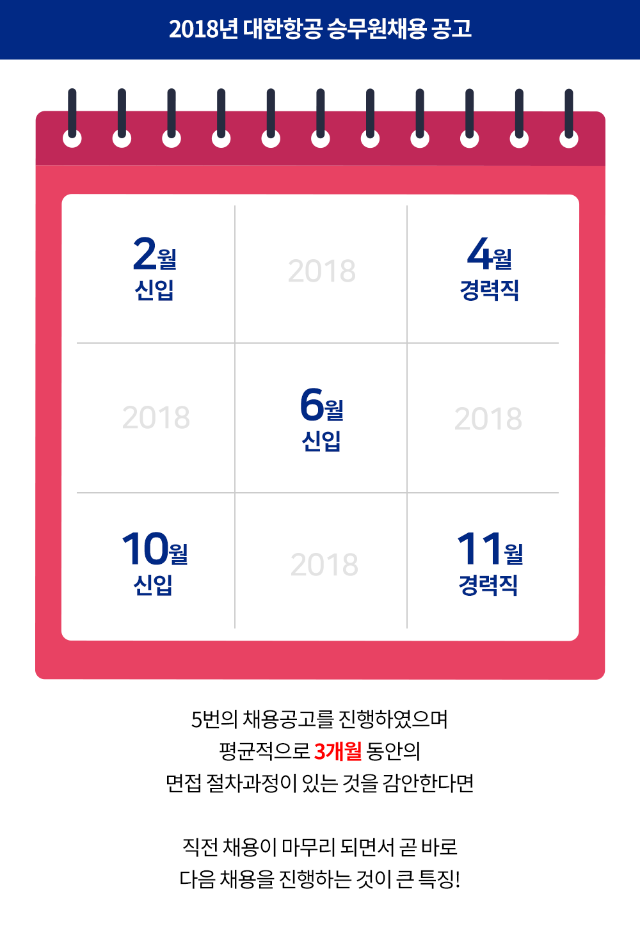 2018년 대한항공 승무원채용 공고
2월
신입
2018
4월
경력직
2018
6월
신입
2018
10월
신입
2018
11월
경력직
5번의 채용공고를 진행하였으며
평균적으로 3개월 동안의
면접 절차과정이 있는 것을 감안한다면
직전 채용이 마무리 되면서 곧 바로
다음 채용을 진행하는 것이 큰 특징!